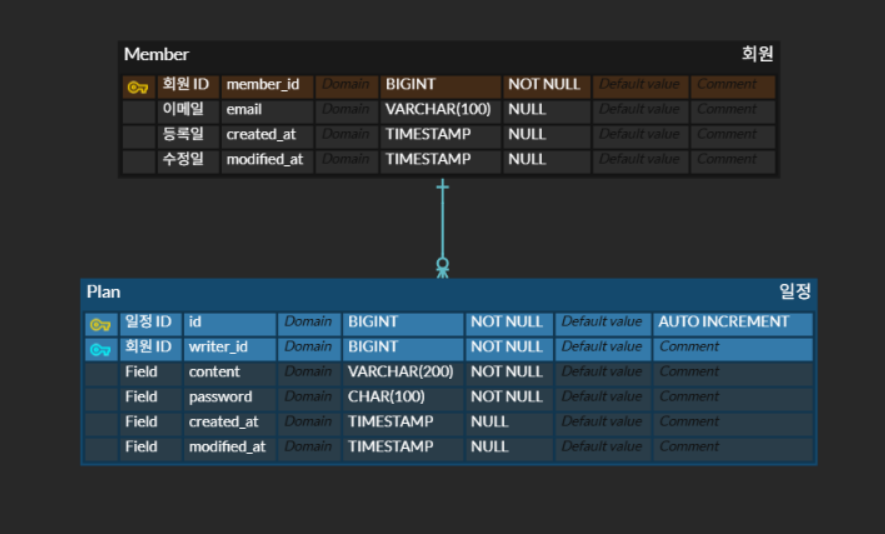 Member 회원
회원 ID member_id Domain BIGINT NOT NULL Default value Comment
이메일 email Domain VARCHAR(100) NULL Default value Comment
등록일 created_at Domain TIMESTAMP NULL Default value Comment
수정일 modified_at Domain TIMESTAMP NULL Default value Comment
Plan 일정
일정 ID id Domain BIGINT NOT NULL Default value AUTO INCREMENT
회원 ID writer_id Domain BIGINT NOT NULL Default value Comment
Field content Domain VARCHAR(200) NOT NULL Default value Comment
Field password Domain CHAR(100) NOT NULL Default value Comment
Field created_at Domain TIMESTAMP NULL Default value Comment
Field modified_at Domain TIMESTAMP NULL Default value Comment